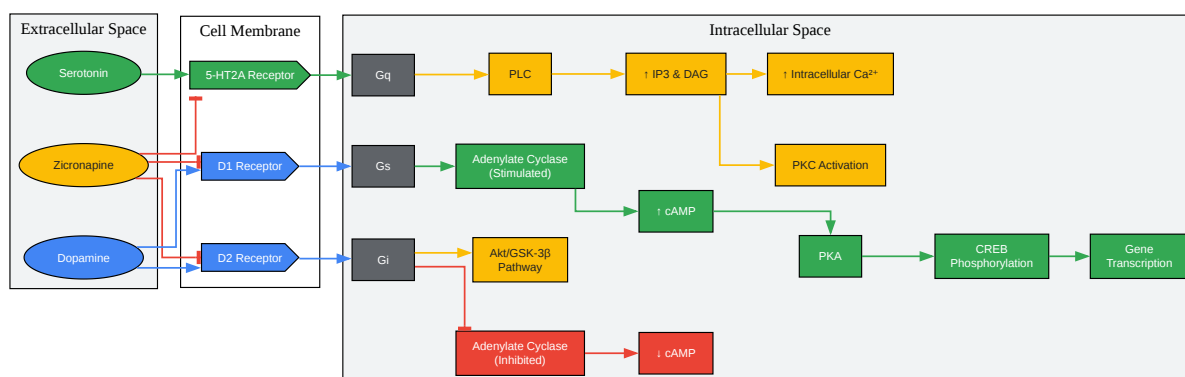 Extracellular Space
Cell Membrane
Intracellular Space
Serotonin
5-HT2A Receptor
Gq
PLC
↑ IP3 & DAG
↑ Intracellular Ca²⁺
Zicronapine
D1 Receptor
Gs
Adenylate Cyclase
(Stimulated)
PKC Activation
↑ cAMP
Dopamine
D2 Receptor
Gi
Akt/GSK-3β
Pathway
PKA
CREB
Phosphorylation
Gene
Transcription
Adenylate Cyclase
(Inhibited)
↓ cAMP